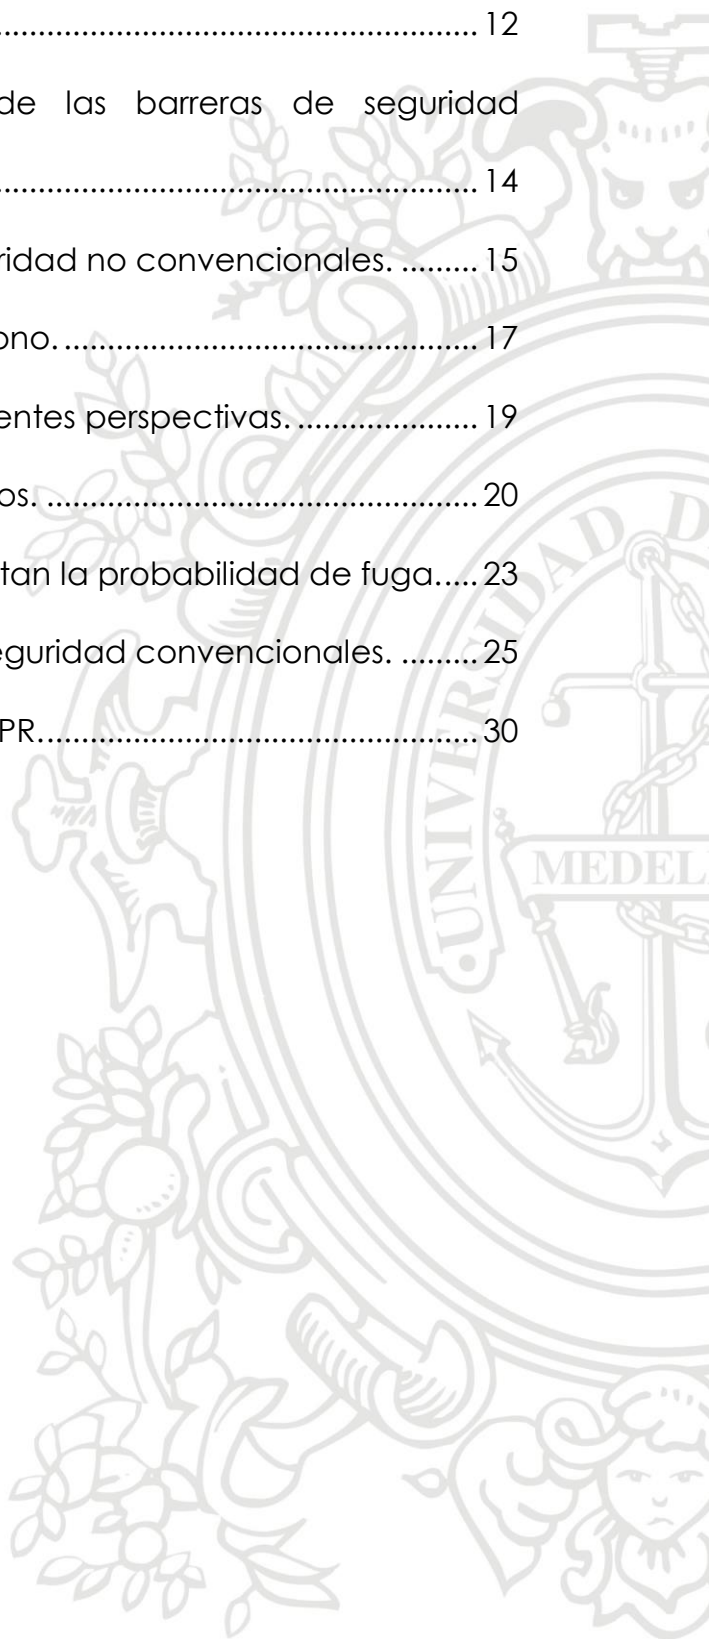 12
de las barreras de seguridad
14
ridad no convencionales. ......... 15
ono. ................................................ 17
entes perspectivas. ..................... 19
os. .................................................. 20
tan la probabilidad de fuga..... 23
eguridad convencionales. ......... 25
PR.................................................. 30
UNIVERSIDAD D
MEDEL